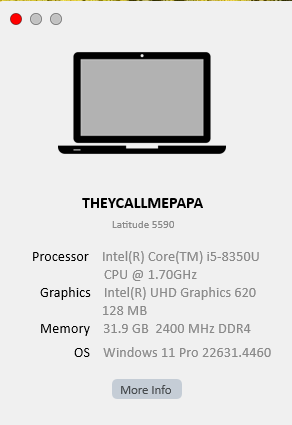 THEYCALLMEPAPA
Latitude 5590
Processor Intel(R) Core(TM) i5-8350U
CPU @ 1.70GHz
Graphics Intel(R) UHD Graphics 620
128 MB
Memory 31.9 GB 2400 MHz DDR4
OS Windows 11 Pro 22631.4460
More Info